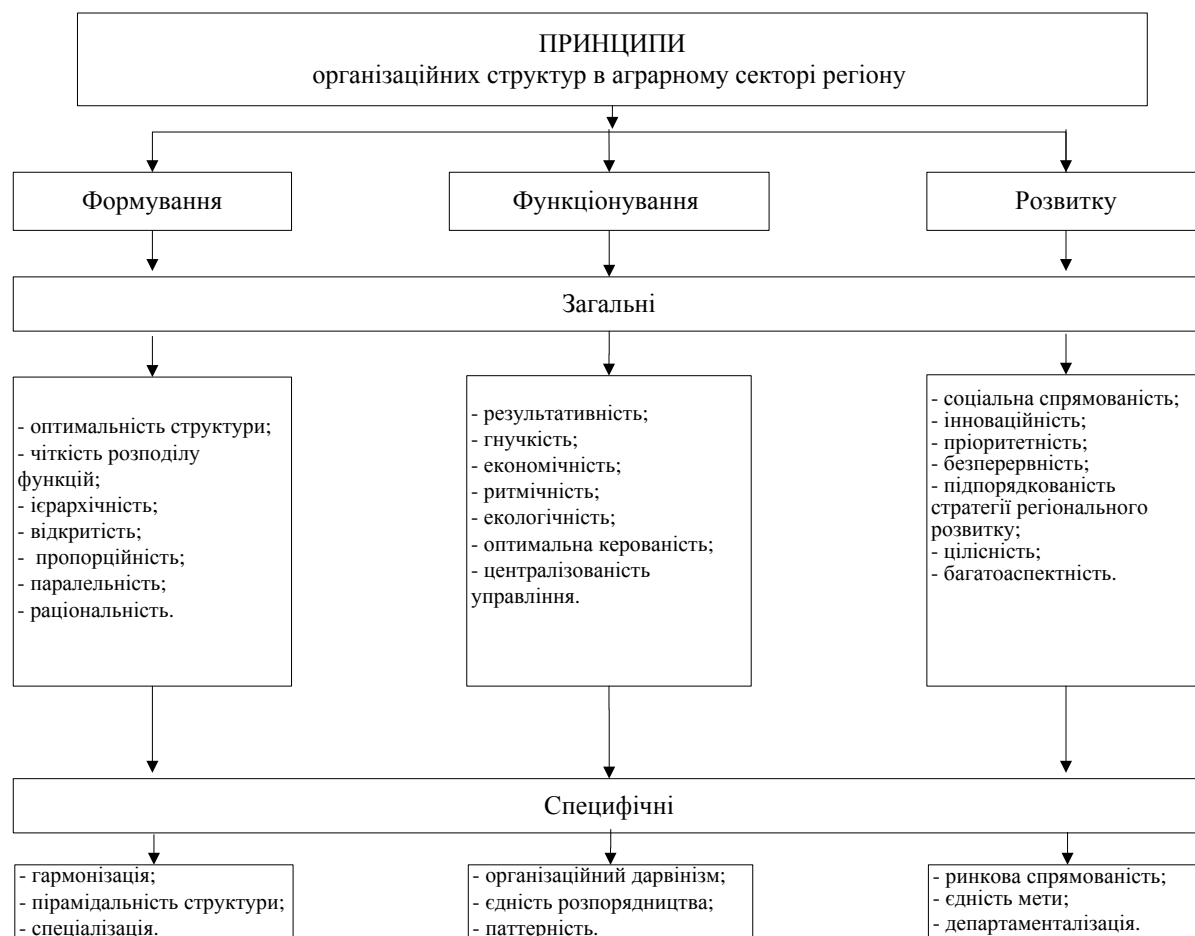 ПРИНЦИПИ
організаційних структур в аграрному секторі регіону
Формування
Функціонування
Розвитку
Загальні
- оптимальність структури;
- чіткість розподілу
функцій;
- ієрархічність;
- відкритість;
- пропорційність;
- паралельність;
- раціональність.
- результативність;
- гнучкість;
- економічність;
- ритмічність;
- екологічність;
- оптимальна керованість;
- централізованість
управління.
- соціальна спрямованість;
- інноваційність;
- пріоритетність;
- безперервність;
- підпорядкованість
стратегії регіонального
розвитку;
- цілісність;
- багатоаспектність.
Специфічні
- гармонізація;
- пірамідальність структури;
- спеціалізація.
- організаційний дарвінізм;
- єдність розпорядництва;
- паттерність.
- ринкова спрямованість;
- єдність мети;
- департаменталізація.